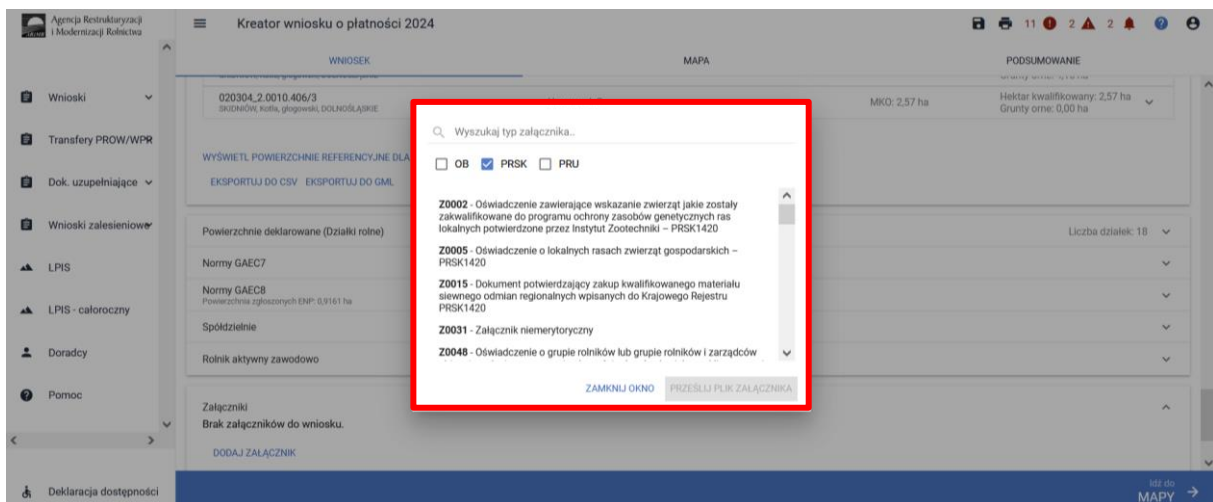 Agencja Restrukturyzacji
i Modernizacji Rolnictwa
Kreator wniosku o płatności 2024
11 2 2
WNIOSEK
MAPA
PODSUMOWANIE
Wnioski
Transfery PROW/WPR
Dok. uzupełniające
Wnioski zalesieniowe
LPIS
LPIS - całoroczny
Doradcy
Pomoc
Deklaracja dostępności
020304_2.0010.406/3
SKIDNIÓW, Kotla, głogowski, DOLNOŚLĄSKIE
MKO: 2,57 ha
Hektar kwalifikowany: 2,57 ha
Grunty orne: 0,00 ha
WYŚWIETL POWIERZCHNIE REFERENCYJNE DLA
EKSPORTUJ DO CSV EKSPORTUJ DO GML
Powierzchnie deklarowane (Działki rolne)
Liczba działek: 18
Normy GAEC7
Normy GAEC8
Powierzchnia zgłoszonych ENP: 0,9161 ha
Spółdzielnie
Rolnik aktywny zawodowo
Załączniki
Brak załączników do wniosku.
DODAJ ZAŁĄCZNIK
Wyszukaj typ załącznika..
OB PRSK PRU
Z0002 - Oświadczenie zawierające wskazanie zwierząt jakie zostały
zakwalifikowane do programu ochrony zasobów genetycznych ras
lokalnych potwierdzone przez Instytut Zootechniki – PRSK1420
Z0005 - Oświadczenie o lokalnych rasach zwierząt gospodarskich –
PRSK1420
Z0015 - Dokument potwierdzający zakup kwalifikowanego materiału
siewnego odmian regionalnych wpisanych do Krajowego Rejestru
PRSK1420
Z0031 - Załącznik niemerytoryczny
Z0048 - Oświadczenie o grupie rolników lub grupie rolników i zarządców
ZAMKNIJ OKNO
PRZEŚLIJ PLIK ZAŁĄCZNIKA
Idź do
MAPY